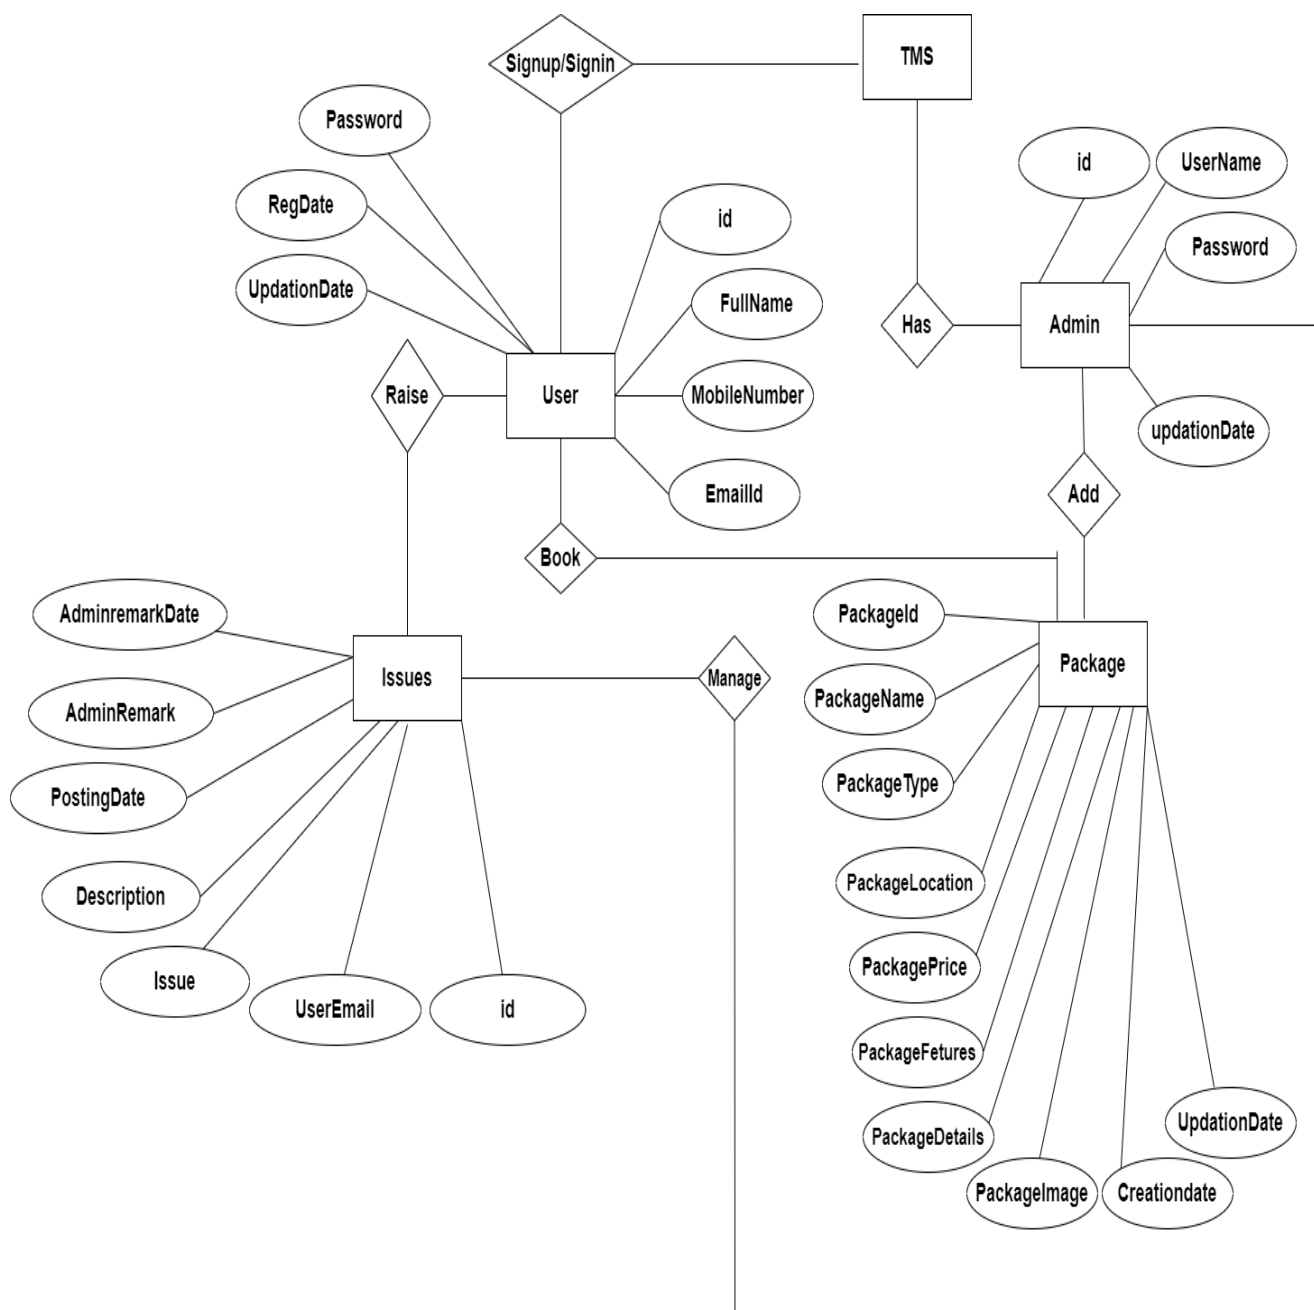 TMS
Signup/Signin
Password
id
UserName
RegDate
id
Password
UpdationDate
FullName
Has
Admin
Raise
User
MobileNumber
updationDate
EmailId
Add
Book
AdminremarkDate
PackageId
Issues
Manage
Package
AdminRemark
PackageName
PostingDate
PackageType
Description
PackageLocation
Issue
PackagePrice
UserEmail
id
PackageFetures
PackageDetails
UpdationDate
PackageImage
Creationdate